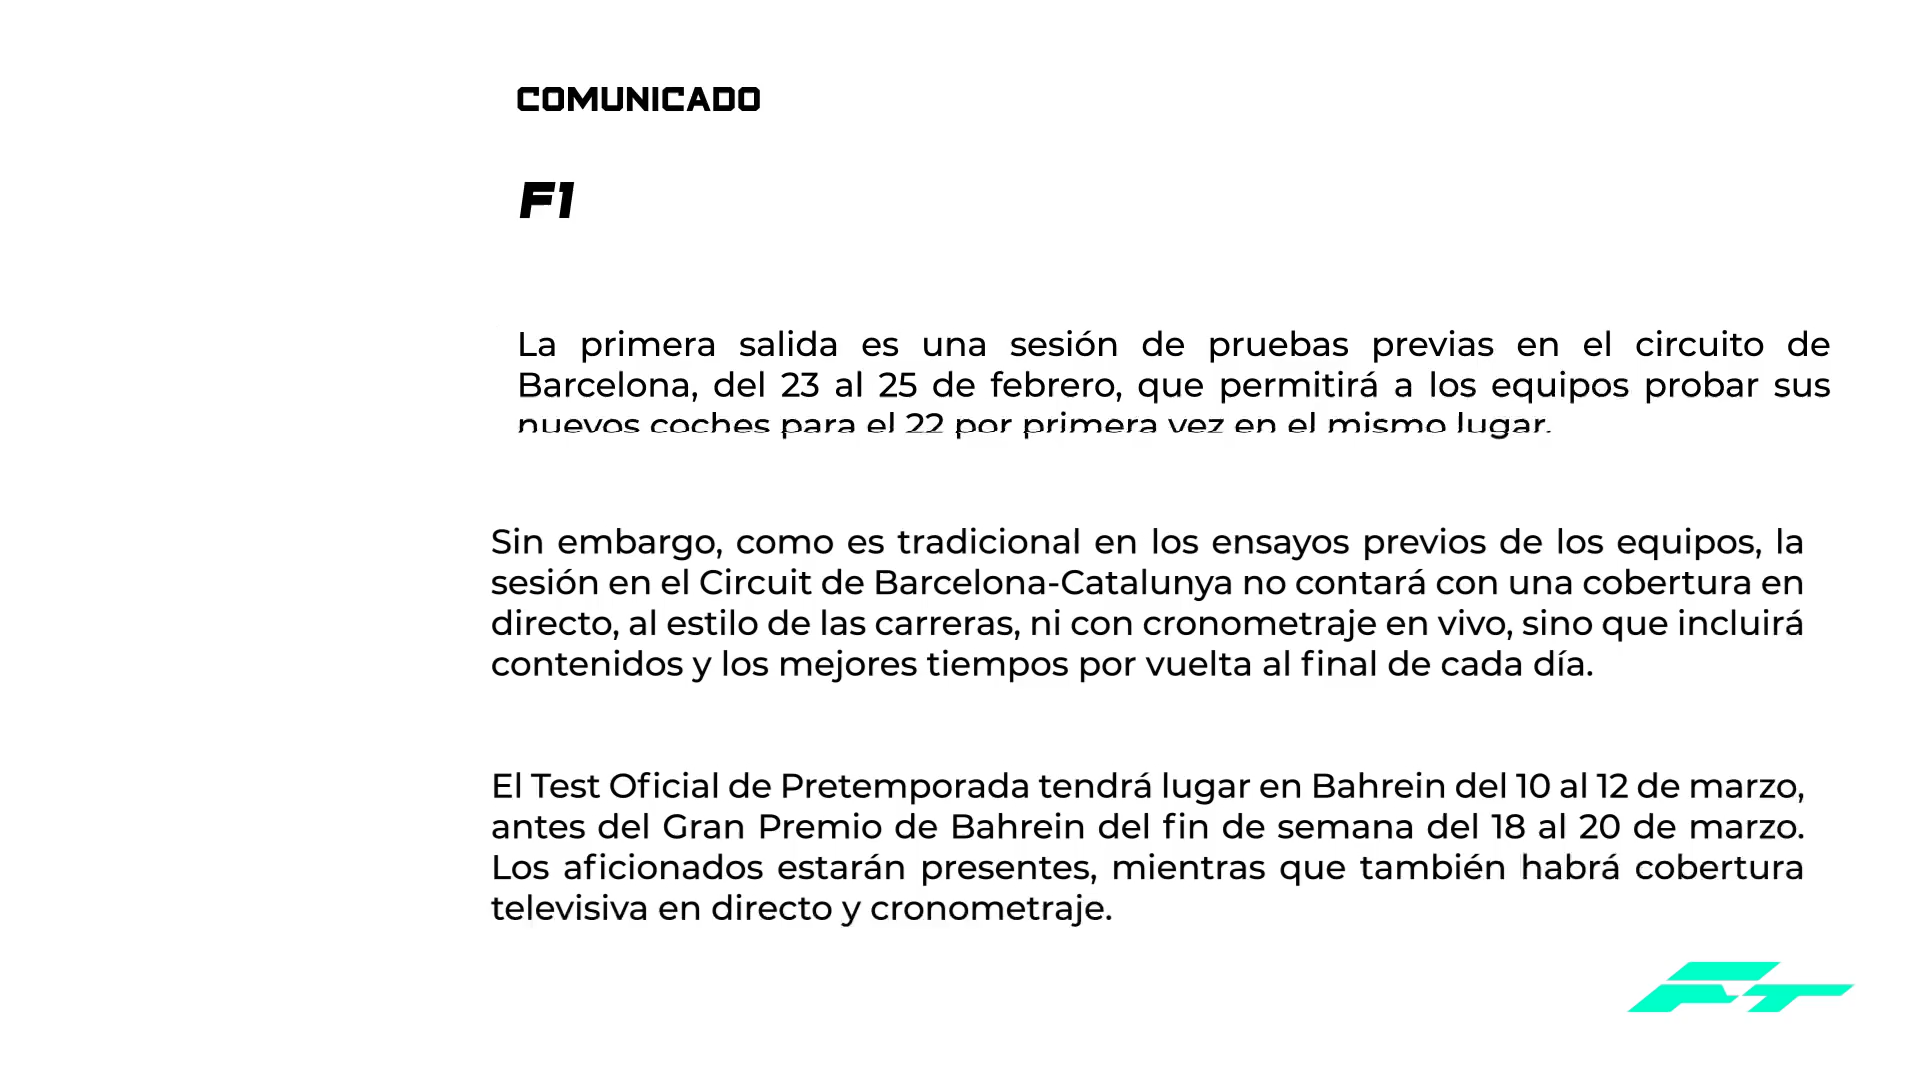 COMUNICADO
F1
La primera salida es una sesión de pruebas previas en el circuito de
Barcelona, del 23 al 25 de febrero, que permitirá a los equipos probar sus
nuevos coches para el 22 por primera vez en el mismo lugar.
Sin embargo, como es tradicional en los ensayos previos de los equipos, la
sesión en el Circuit de Barcelona-Catalunya no contará con una cobertura en
directo, al estilo de las carreras, ni con cronometraje en vivo, sino que incluirá
contenidos y los mejores tiempos por vuelta al final de cada día.
El Test Oficial de Pretemporada tendrá lugar en Bahrein del 10 al 12 de marzo,
antes del Gran Premio de Bahrein del fin de semana del 18 al 20 de marzo.
Los aficionados estarán presentes, mientras que también habrá cobertura
televisiva en directo y cronometraje.
FT